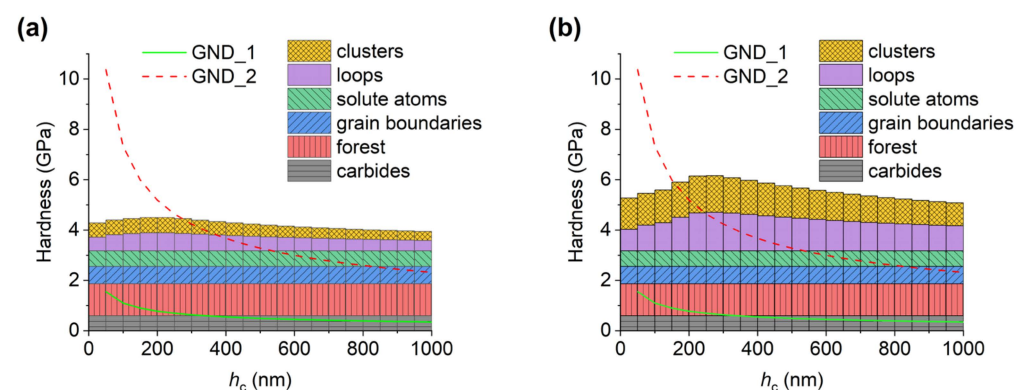 (a)
GND_1
GND_2
clusters
loops
solute atoms
grain boundaries
forest
carbides
Hardness (GPa)
10
8
6
4
2
0
0 200 400 600 800 1000
hc (nm)
(b)
GND_1
GND_2
clusters
loops
solute atoms
grain boundaries
forest
carbides
Hardness (GPa)
10
8
6
4
2
0
0 200 400 600 800 1000
hc (nm)